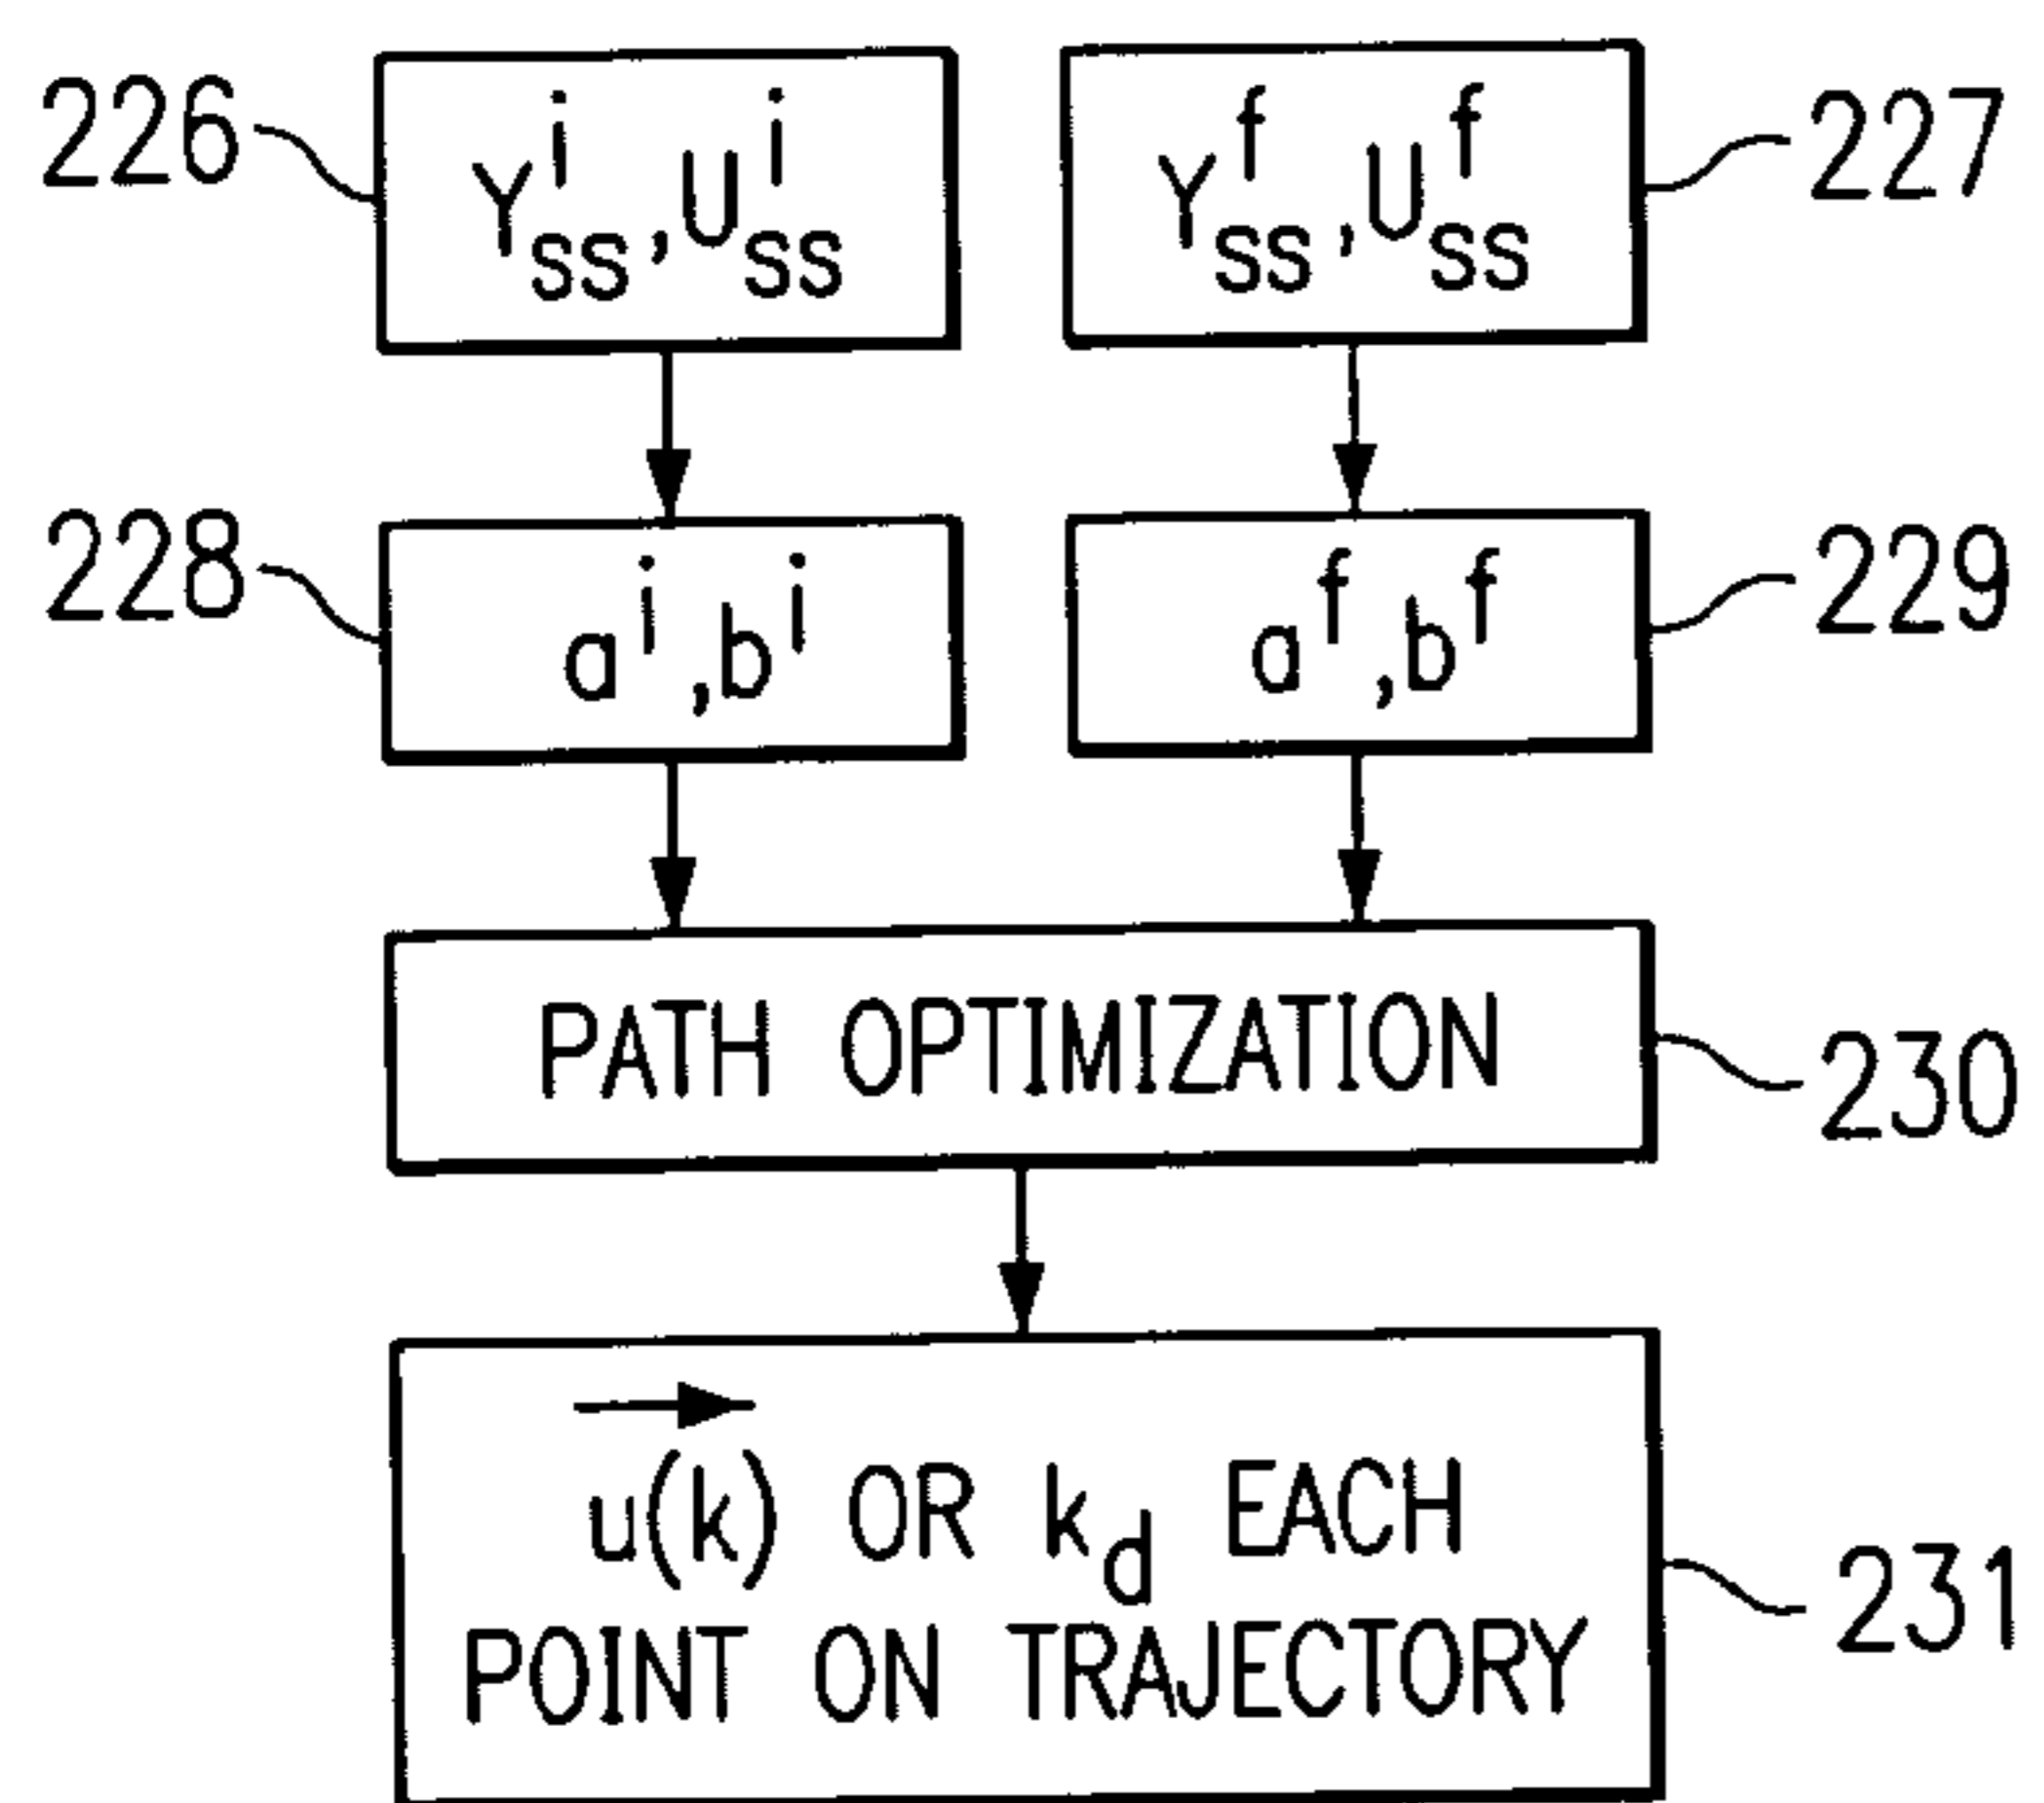 226
Y^i_ss, U^i_ss
Y^f_ss, U^f_ss
227
228
a^i, b^i
a^f, b^f
229
PATH OPTIMIZATION
230
u(k) OR k_d EACH
POINT ON TRAJECTORY
231